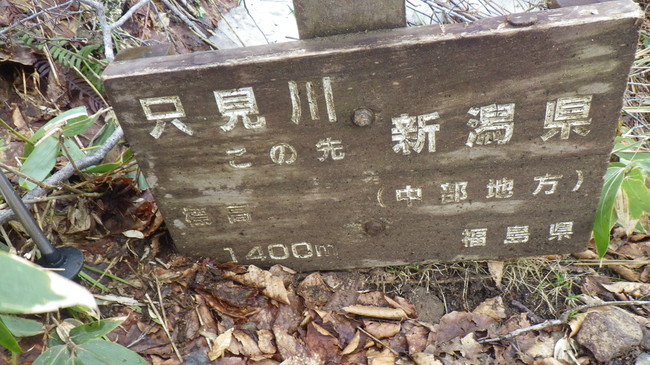 只見川
この先
新潟県
(中部地方)
標高
1400m
福島県